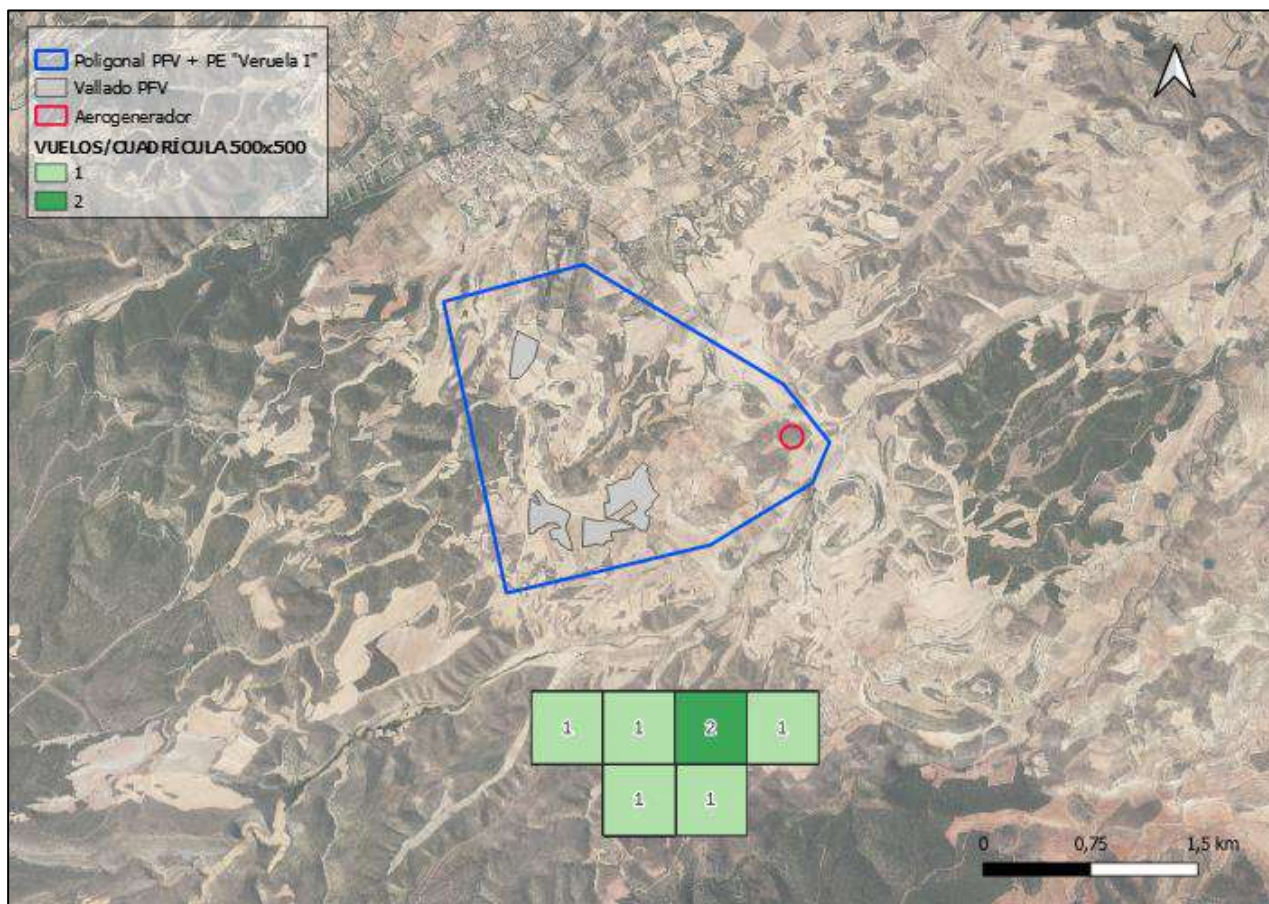 Poligonal PFV + PE "Veruela I"
Vallado PFV
Aerogenerador
VUELOS/CUADRÍCULA 500x500
1
2
1 1 2 1
1 1
0 0,75 1,5 km